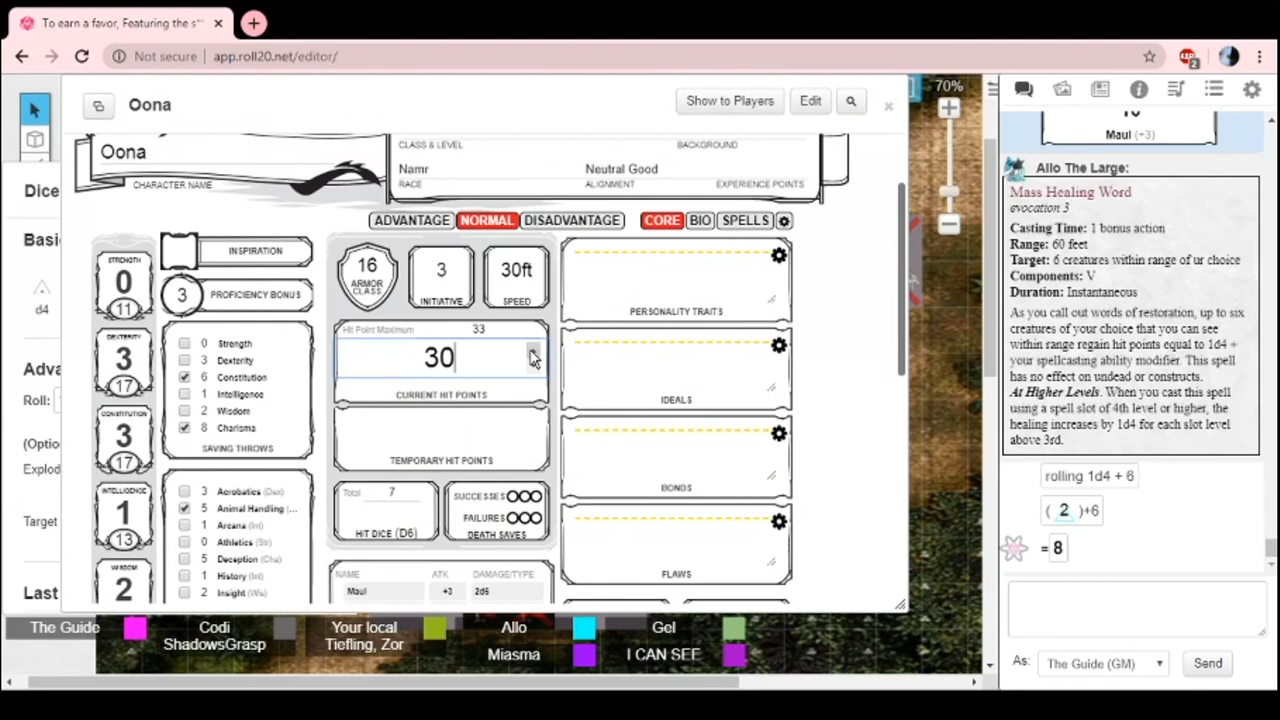 To earn a favor, Featuring the s
Not secure
app.roll20.net/editor/
Oona
Show to Players
Edit
70%
Oona
CHARACTER NAME
CLASS & LEVEL
BACKGROUND
Namr
Neutral Good
RACE
ALIGNMENT
EXPERIENCE POINTS
ADVANTAGE
NORMAL
DISADVANTAGE
CORE
BIO
SPELLS
Dice
Basi
d4
Adva
Roll:
(Optio
Explod
Target
Last
STRENGTH
0
11
DEXTERITY
3
17
CONSTITUTION
3
17
INTELLIGENCE
1
13
WISDOM
2
INSPIRATION
3
PROFICIENCY BONUS
0 Strength
3 Dexterity
6 Constitution
1 Intelligence
2 Wisdom
8 Charisma
SAVING THROWS
3 Acrobatics (Dex)
5 Animal Handling (...
1 Arcana (Int)
0 Athletics (Str)
5 Deception (Cha)
1 History (Int)
2 Insight (Wis)
16
ARMOR
CLASS
3
INITIATIVE
30ft
SPEED
Hit Point Maximum 33
30
CURRENT HIT POINTS
TEMPORARY HIT POINTS
Total 7
HIT DICE (D6)
SUCCESSES
FAILURES
DEATH SAVES
NAME
ATK
DAMAGE/TYPE
Maul
+3
2d6
PERSONALITY TRAITS
IDEALS
BONDS
FLAWS
Maul (+3)
Allo The Large:
Mass Healing Word
evocation 3
Casting Time: 1 bonus action
Range: 60 feet
Target: 6 creatures within range of ur choice
Components: V
Duration: Instantaneous
As you call out words of restoration, up to six
creatures of your choice that you can see
within range regain hit points equal to 1d4 +
your spellcasting ability modifier. This spell
has no effect on undead or constructs.
At Higher Levels. When you cast this spell
using a spell slot of 4th level or higher, the
healing increases by 1d4 for each slot level
above 3rd.
rolling 1d4 + 6
( 2 )+6
= 8
As:
The Guide (GM)
Send
The Guide
Codi
ShadowsGrasp
Your local
Tiefling, Zor
Allo
Miasma
Gel
I CAN SEE